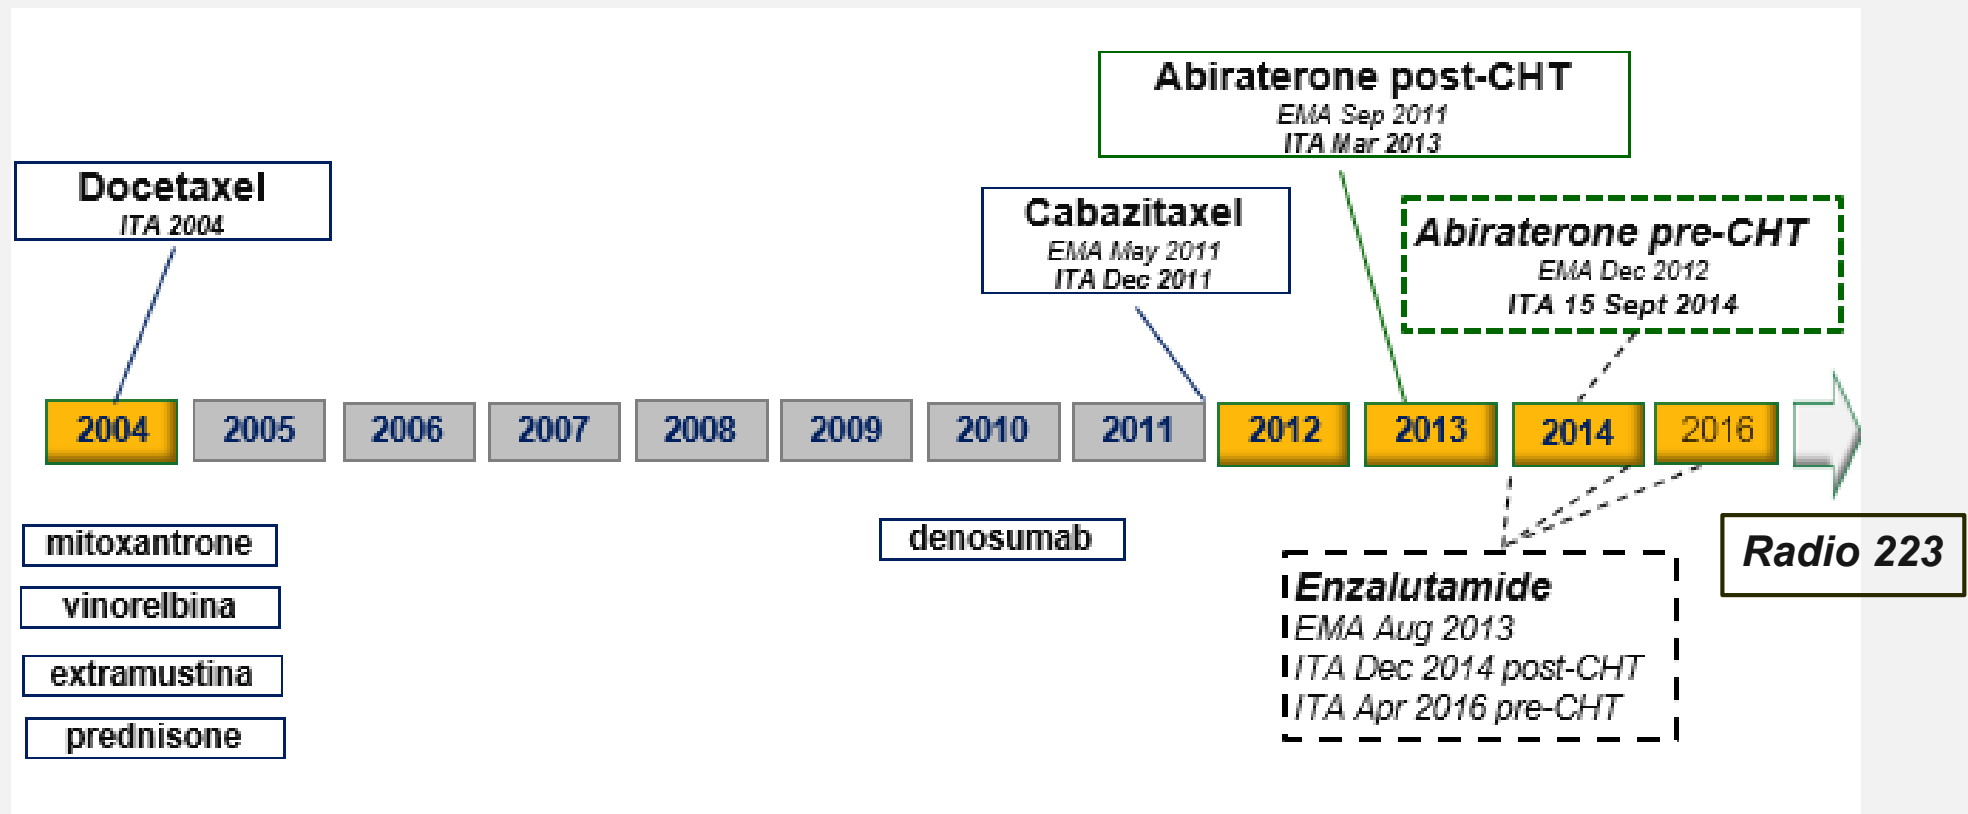 Abiraterone post-CHT
EMA Sep 2011
ITA Mar 2013
Docetaxel
ITA 2004
Cabazitaxel
EMA May 2011
ITA Dec 2011
Abiraterone pre-CHT
EMA Dec 2012
ITA 15 Sept 2014
2004 2005 2006 2007 2008 2009 2010 2011 2012 2013 2014 2016
mitoxantrone
vinorelbina
extramustina
prednisone
denosumab
Enzalutamide
EMA Aug 2013
ITA Dec 2014 post-CHT
ITA Apr 2016 pre-CHT
Radio 223